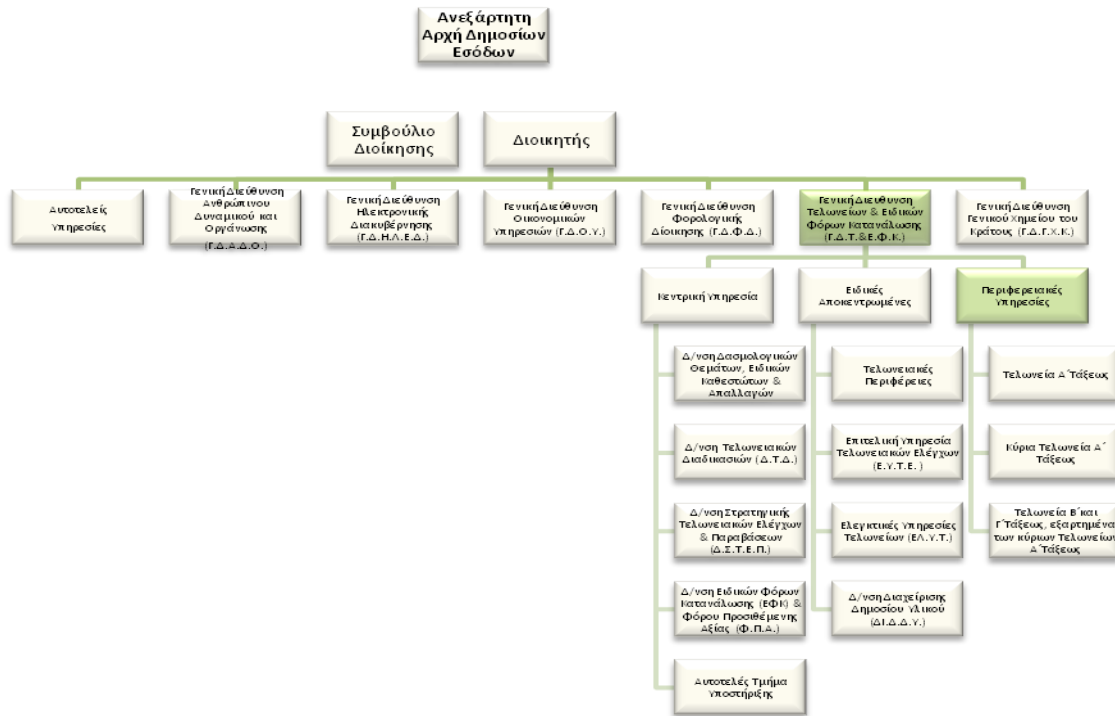 Ανεξάρτητη
Αρχή Δημοσίων
Εσόδων
Συμβούλιο
Διοίκησης
Διοικητής
Αυτοτελείς
Υπηρεσίες
Γενική Διεύθυνση
Ανθρώπινου
Δυναμικού και
Οργάνωσης
(Γ.Δ.Α.Δ.Ο.)
Γενική Διεύθυνση
Ηλεκτρονικής
Διακυβέρνησης
(Γ.Δ.Η.Λ.Ε.Δ.)
Γενική Διεύθυνση
Οικονομικών
Υπηρεσιών (Γ.Δ.Ο.Υ.)
Γενική Διεύθυνση
Φορολογικής
Διοίκησης (Γ.Δ.Φ.Δ.)
Γενική Διεύθυνση
Τελωνείων & Ειδικών
Φόρων Κατανάλωσης
(Γ.Δ.Τ.&Ε.Φ.Κ.)
Γενική Διεύθυνση
Γενικού Χημείου του
Κράτους (Γ.Δ.Γ.Χ.Κ.)
Κεντρική Υπηρεσία
Ειδικές
Αποκεντρωμένες
Περιφερειακές
Υπηρεσίες
Δ/νση Δασμολογικών
Θεμάτων, Ειδικών
Καθεστώτων &
Απαλλαγών
Τελωνειακές
Περιφέρειες
Τελωνεία Α΄Τάξεως
Δ/νση Τελωνειακών
Διαδικασιών (Δ.Τ.Δ.)
Επιτελική Υπηρεσία
Τελωνειακών Ελέγχων
(Ε.Υ.Τ.Ε. )
Κύρια Τελωνεία Α΄
Τάξεως
Δ/νση Στρατηγικής
Τελωνειακών Ελέγχων
& Παραβάσεων
(Δ.Σ.Τ.Ε.Π.)
Ελεγκτικές Υπηρεσίες
Τελωνείων (ΕΛ.Υ.Τ.)
Τελωνεία Β΄και
Γ΄Τάξεως, εξαρτημένα
των κύριων Τελωνείων
Α΄Τάξεως
Δ/νση Ειδικών Φόρων
Κατανάλωσης (ΕΦΚ) &
Φόρου Προσιθέμενης
Αξίας (Φ.Π.Α.)
Δ/νση Διαχείρισης
Δημοσίου Υλικού
(ΔΙ.Δ.Δ.Υ.)
Αυτοτελές Τμήμα
Υποστήριξης